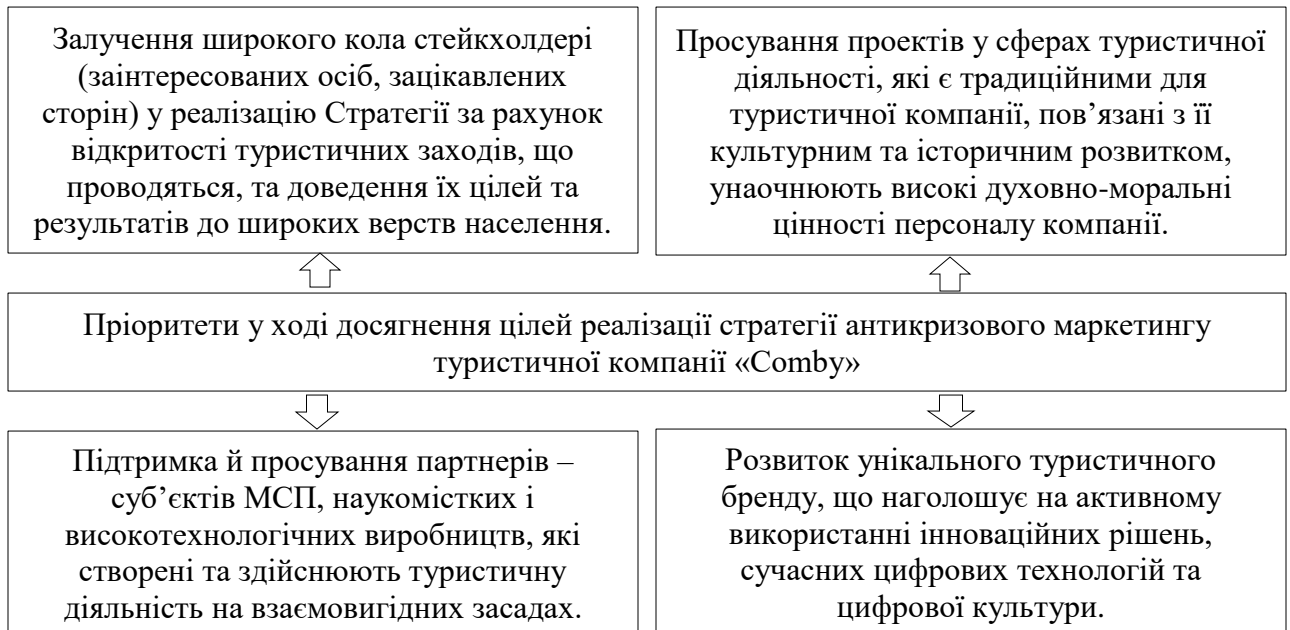 Залучення широкого кола стейкхолдері
(заінтересованих осіб, зацікавлених
сторін) у реалізацію Стратегії за рахунок
відкритості туристичних заходів, що
проводяться, та доведення їх цілей та
результатів до широких верств населення.
Просування проектів у сферах туристичної
діяльності, які є традиційними для
туристичної компанії, пов’язані з її
культурним та історичним розвитком,
унаочнюють високі духовно-моральні
цінності персоналу компанії.
Пріоритети у ході досягнення цілей реалізації стратегії антикризового маркетингу
туристичної компанії «Comby»
Підтримка й просування партнерів –
суб’єктів МСП, наукомістких і
високотехнологічних виробництв, які
створені та здійснюють туристичну
діяльність на взаємовигідних засадах.
Розвиток унікального туристичного
бренду, що наголошує на активному
використанні інноваційних рішень,
сучасних цифрових технологій та
цифрової культури.